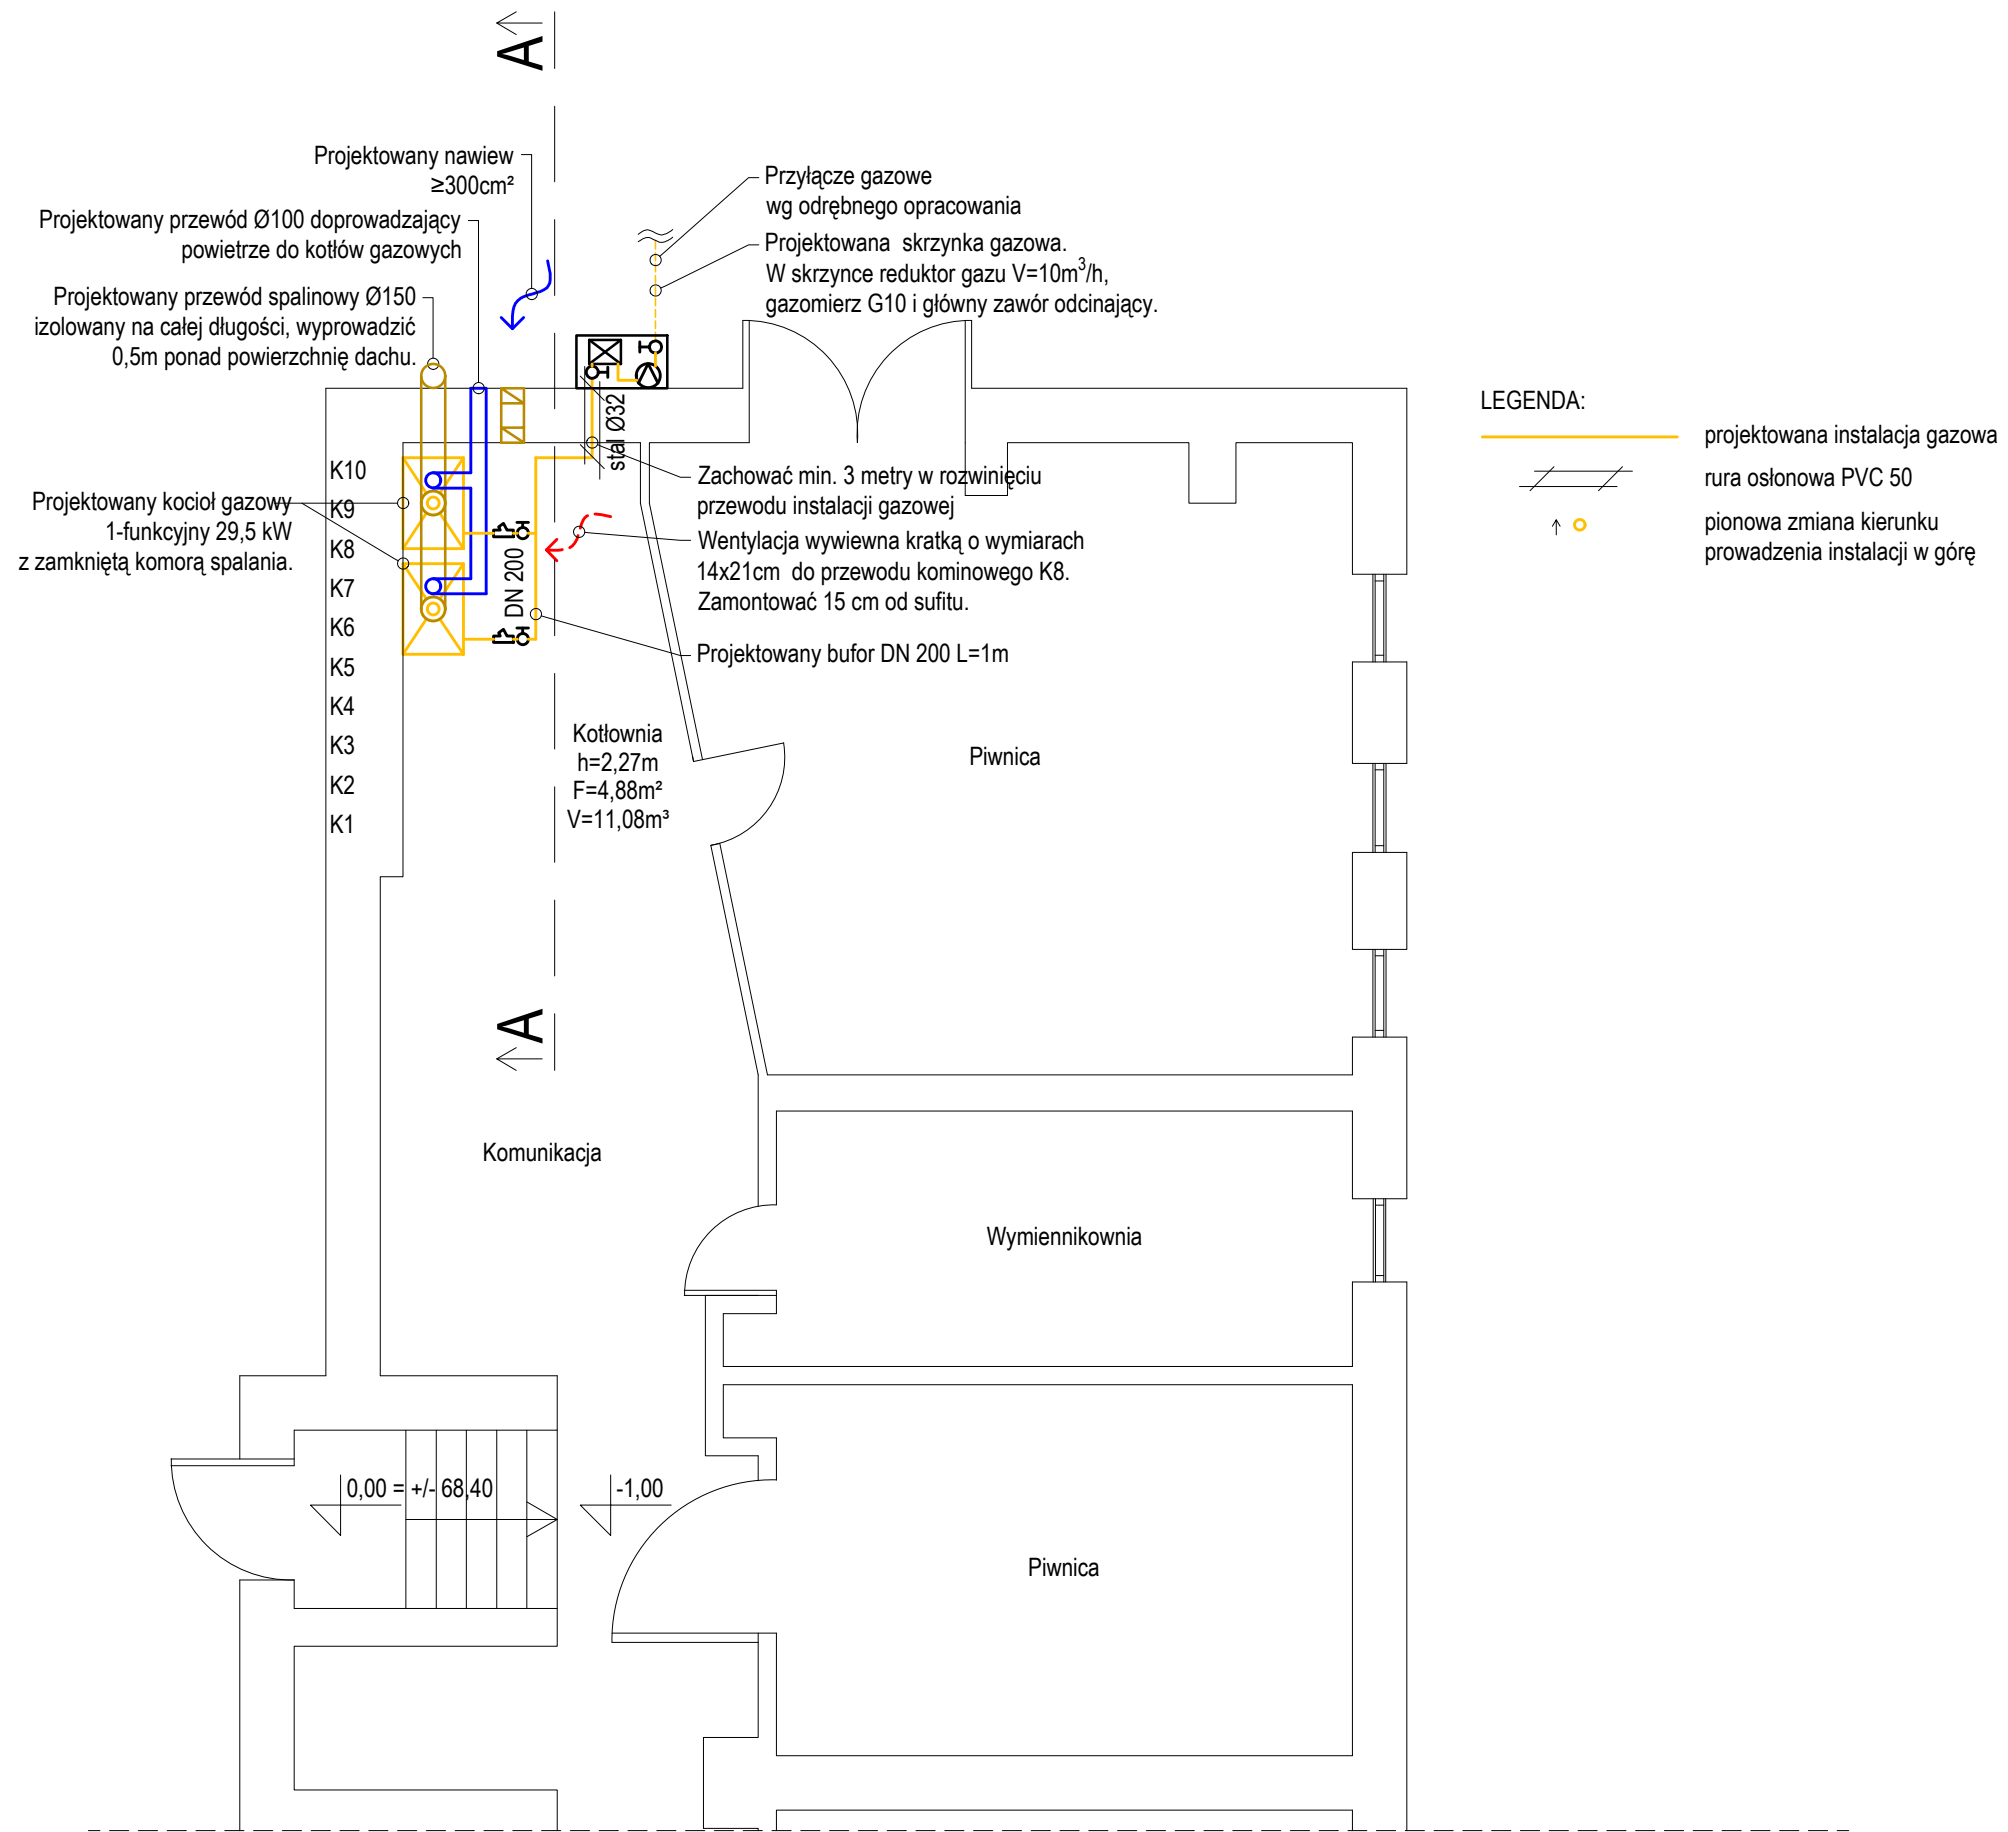 A
Projektowany nawiew
≥300cm²
Projektowany przewód Ø100 doprowadzający
powietrze do kotłów gazowych
Projektowany przewód spalinowy Ø150
izolowany na całej długości, wyprowadzić
0,5m ponad powierzchnię dachu.
Przyłącze gazowe
wg odrębnego opracowania
Projektowana skrzynka gazowa.
W skrzynce reduktor gazu V=10m³/h,
gazomierz G10 i główny zawór odcinający.
stal Ø32
LEGENDA:
projektowana instalacja gazowa
rura osłonowa PVC 50
pionowa zmiana kierunku
prowadzenia instalacji w górę
Projektowany kocioł gazowy
1-funkcyjny 29,5 kW
z zamkniętą komorą spalania.
K10
K9
K8
K7
K6
K5
K4
K3
K2
K1
DN 200
Zachować min. 3 metry w rozwinięciu
przewodu instalacji gazowej
Wentylacja wywiewna kratką o wymiarach
14x21cm do przewodu kominowego K8.
Zamontować 15 cm od sufitu.
Projektowany bufor DN 200 L=1m
Kotłownia
h=2,27m
F=4,88m²
V=11,08m³
Piwnica
A
Komunikacja
Wymiennikownia
0,00 = +/- 68,40
-1,00
Piwnica